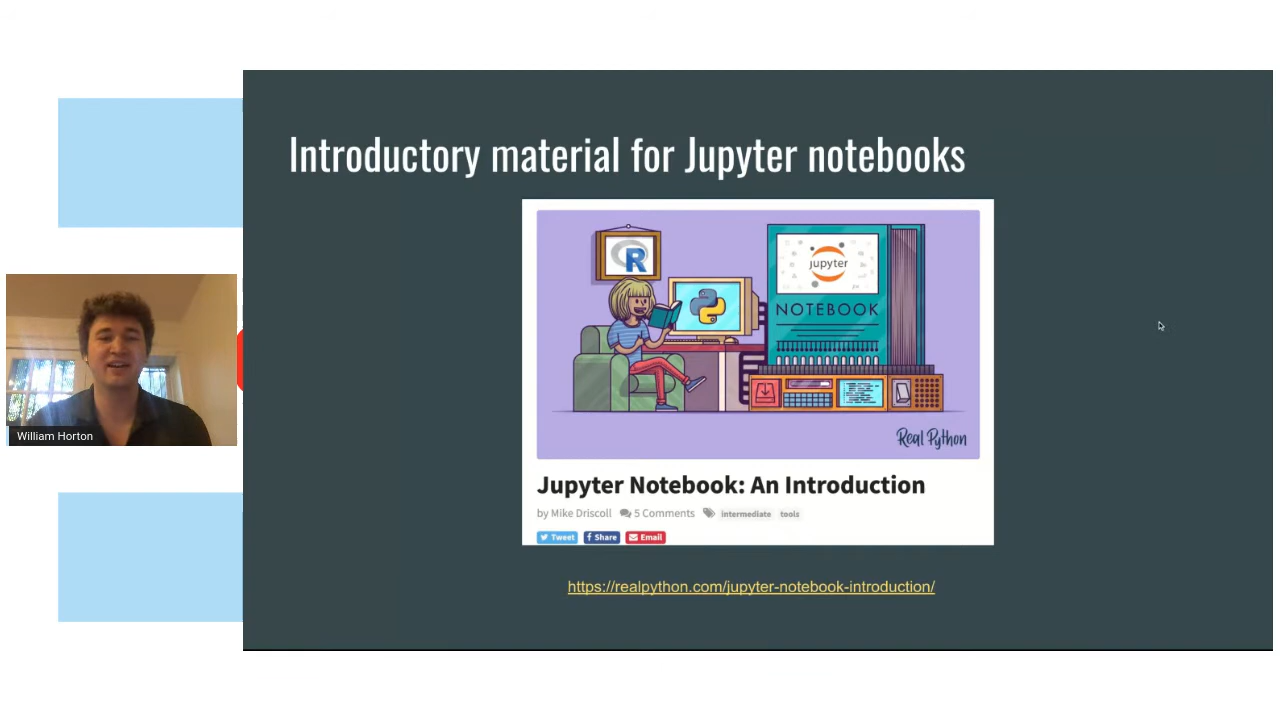 Introductory material for Jupyter notebooks
R
jupyter
NOTEBOOK
Real Python
Jupyter Notebook: An Introduction
by Mike Driscoll 5 Comments intermediate tools
Tweet Share Email
https://realpython.com/jupyter-notebook-introduction/
William Horton